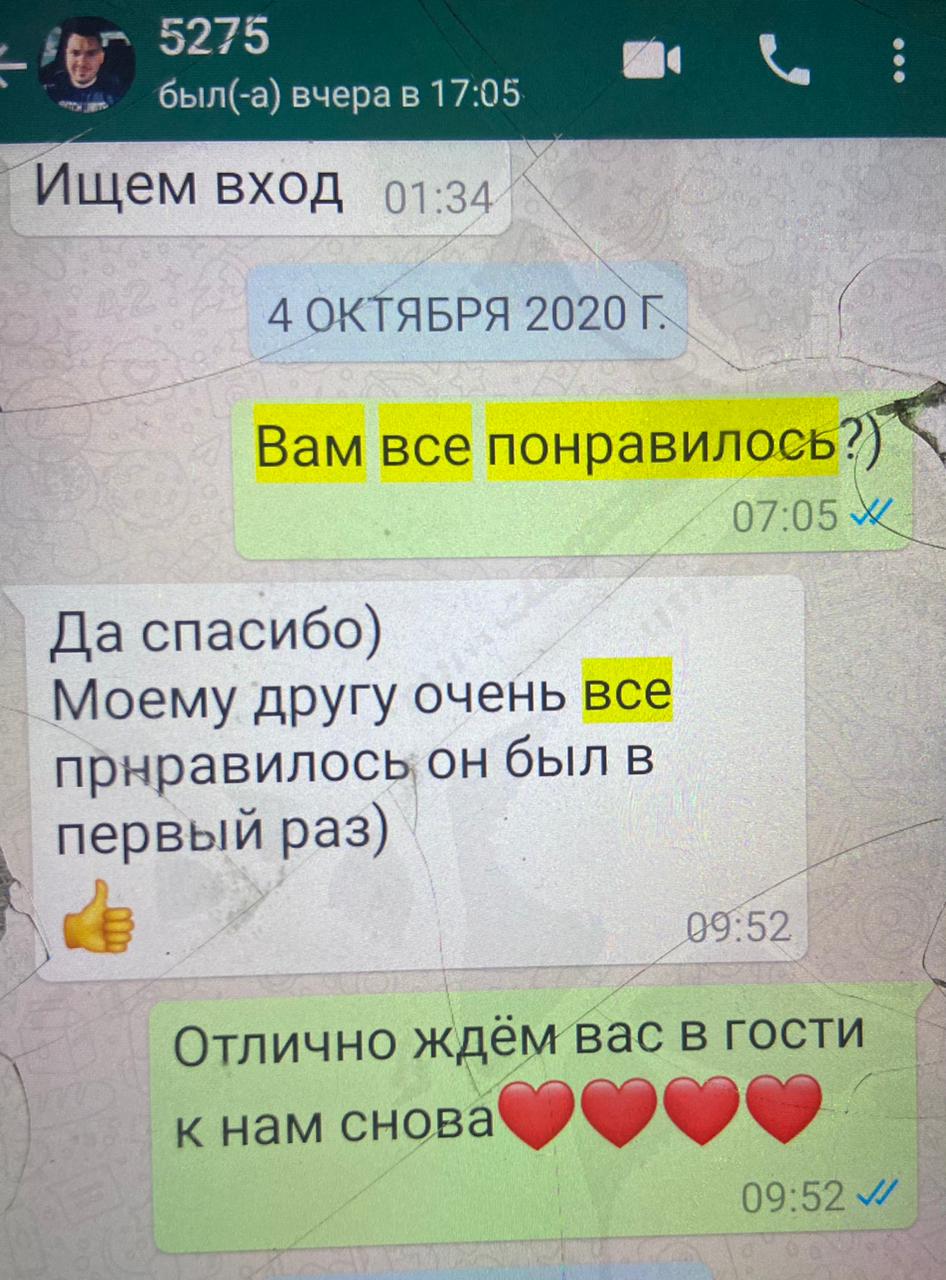 5275
был(-а) вчера в 17:05
Ищем вход 01:34
4 ОКТЯБРЯ 2020 Г.
Вам все понравилось?)
07:05
Да спасибо)
Моему другу очень все
прнравилось он был в
первый раз)
👍 09:52
Отлично ждём вас в гости
к нам снова❤️❤️❤️❤️
09:52